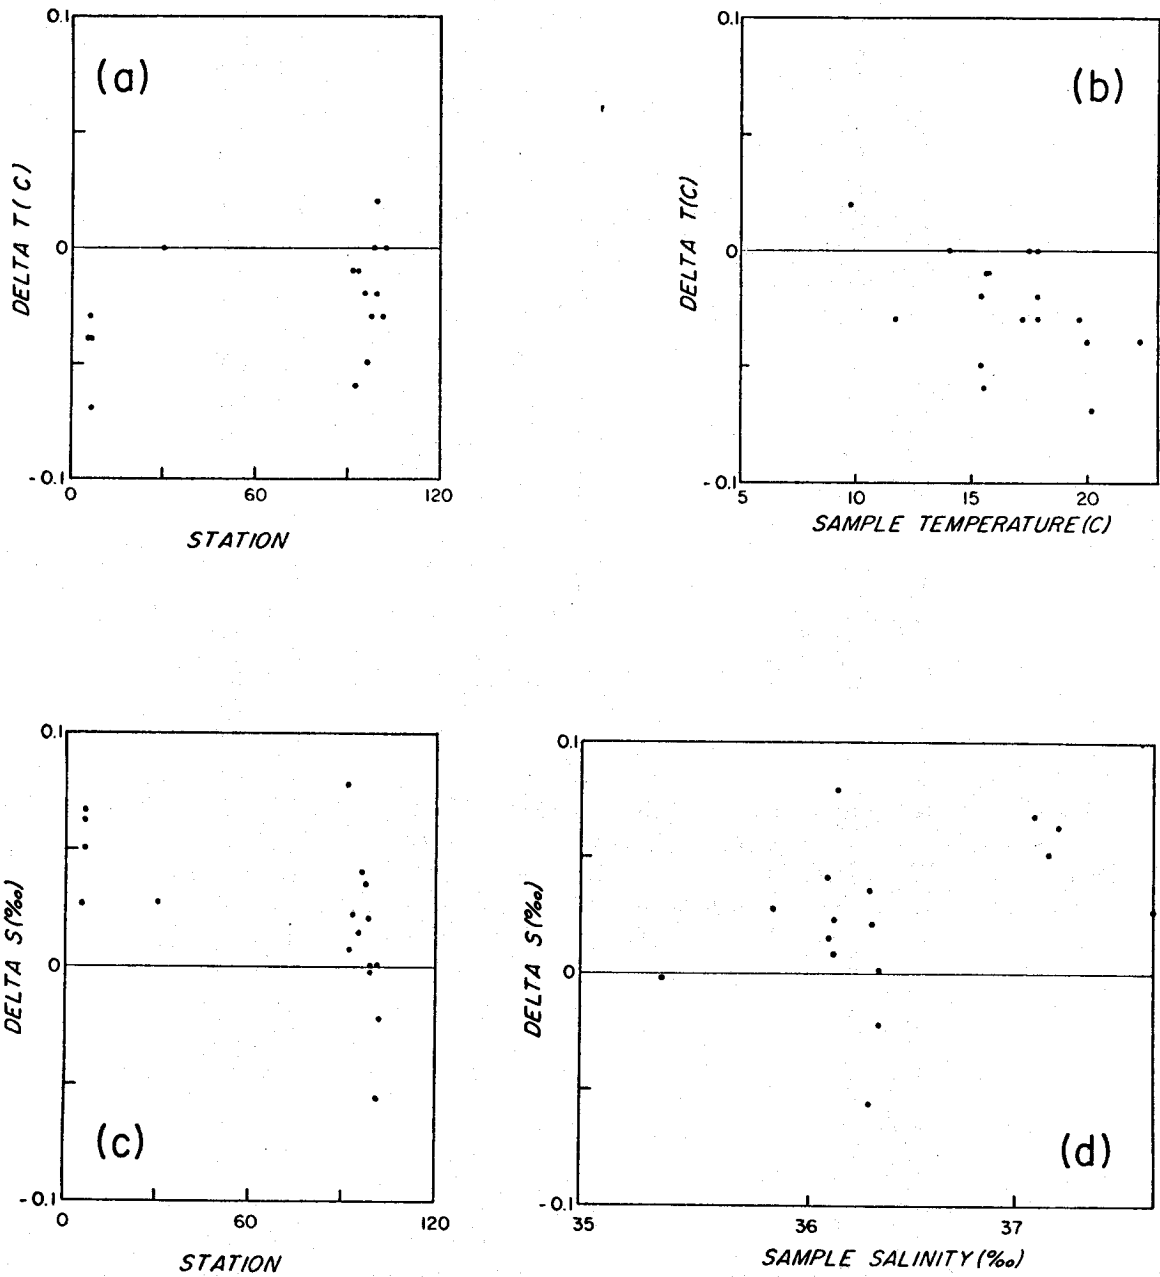 0.1
(a)
DELTA T(C)
0
-0.1
0 60 120
STATION
0.1
(b)
DELTA T(C)
0
-0.1
5 10 15 20
SAMPLE TEMPERATURE(C)
0.1
DELTA S(‰)
0
(c)
-0.1
0 60 120
STATION
0.1
DELTA S(‰)
0
(d)
-0.1
35 36 37
SAMPLE SALINITY(‰)